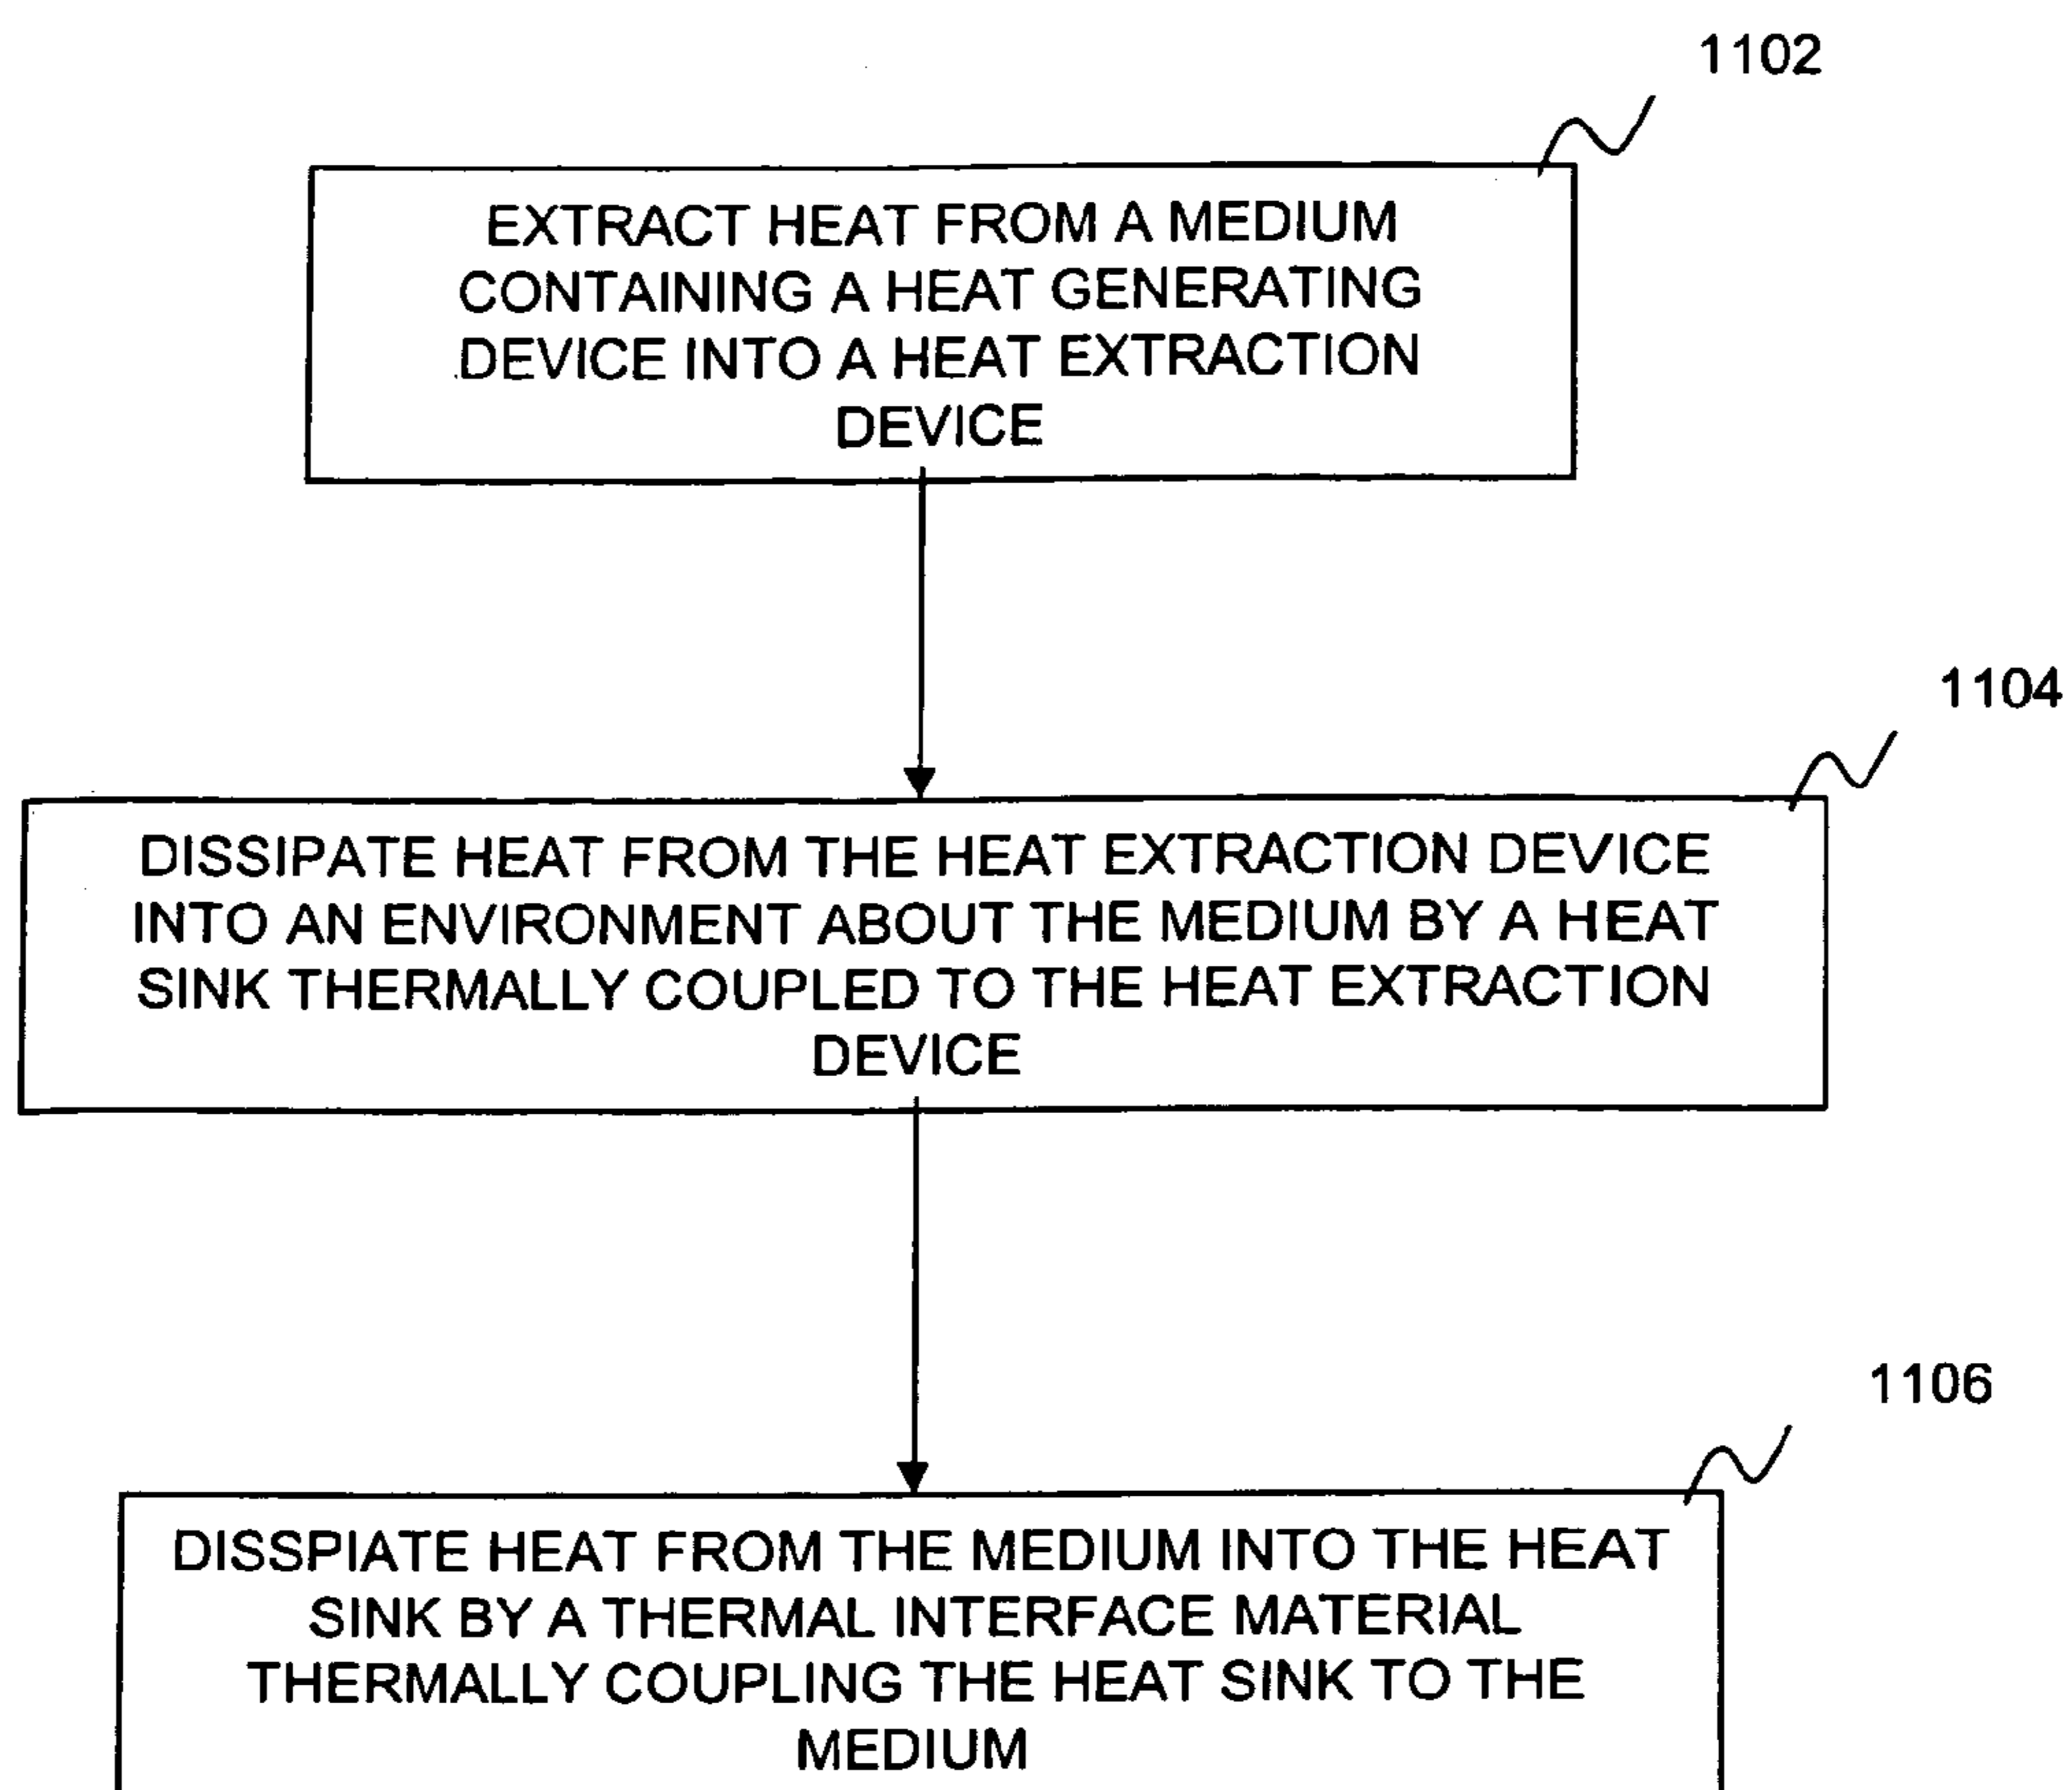 1102
EXTRACT HEAT FROM A MEDIUM
CONTAINING A HEAT GENERATING
DEVICE INTO A HEAT EXTRACTION
DEVICE
1104
DISSIPATE HEAT FROM THE HEAT EXTRACTION DEVICE
INTO AN ENVIRONMENT ABOUT THE MEDIUM BY A HEAT
SINK THERMALLY COUPLED TO THE HEAT EXTRACTION
DEVICE
1106
DISSPIATE HEAT FROM THE MEDIUM INTO THE HEAT
SINK BY A THERMAL INTERFACE MATERIAL
THERMALLY COUPLING THE HEAT SINK TO THE
MEDIUM